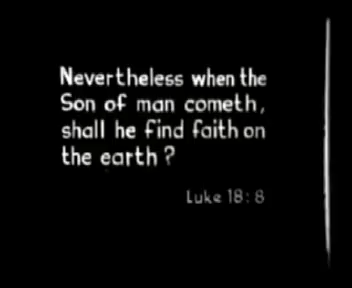 Nevertheless when the
Son of man cometh,
shall he find faith on
the earth?
Luke 18:8